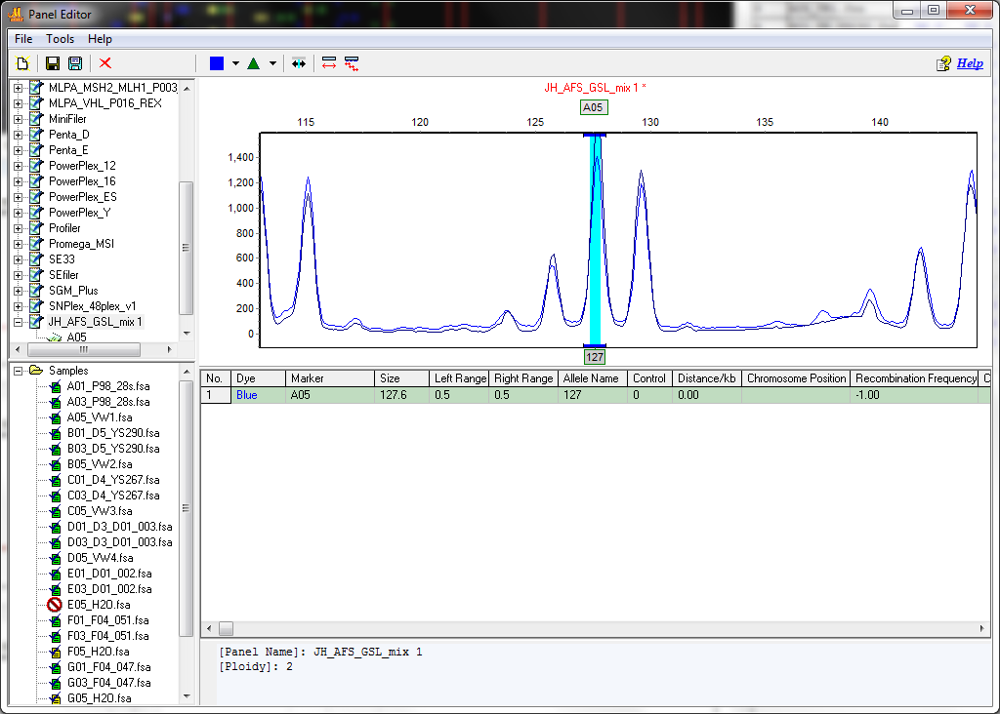 Panel Editor
File Tools Help
Help
MLPA_MSH2_MLH1_P003
MLPA_VHL_P016_REX
MiniFiler
Penta_D
Penta_E
PowerPlex_12
PowerPlex_16
PowerPlex_ES
PowerPlex_Y
Profiler
Promega_MSI
SE33
SEfiler
SGM_Plus
SNPlex_48plex_v1
JH_AFS_GSL_mix 1
A05
Samples
A01_P98_28s.fsa
A03_P98_28s.fsa
A05_VW1.fsa
B01_D5_YS290.fsa
B03_D5_YS290.fsa
B05_VW2.fsa
C01_D4_YS267.fsa
C03_D4_YS267.fsa
C05_VW3.fsa
D01_D3_D01_003.fsa
D03_D3_D01_003.fsa
D05_VW4.fsa
E01_D01_002.fsa
E03_D01_002.fsa
E05_H2O.fsa
F01_F04_051.fsa
F03_F04_051.fsa
F05_H2O.fsa
G01_F04_047.fsa
G03_F04_047.fsa
G05_H2O.fsa
JH_AFS_GSL_mix 1 *
A05
115 120 125 130 135 140
1,400
1,200
1,000
800
600
400
200
0
127
No. Dye Marker Size Left Range Right Range Allele Name Control Distance/kb Chromosome Position Recombination Frequency C
1 Blue A05 127.6 0.5 0.5 127 0 0.00 -1.00
[Panel Name]: JH_AFS_GSL_mix 1
[Ploidy]: 2